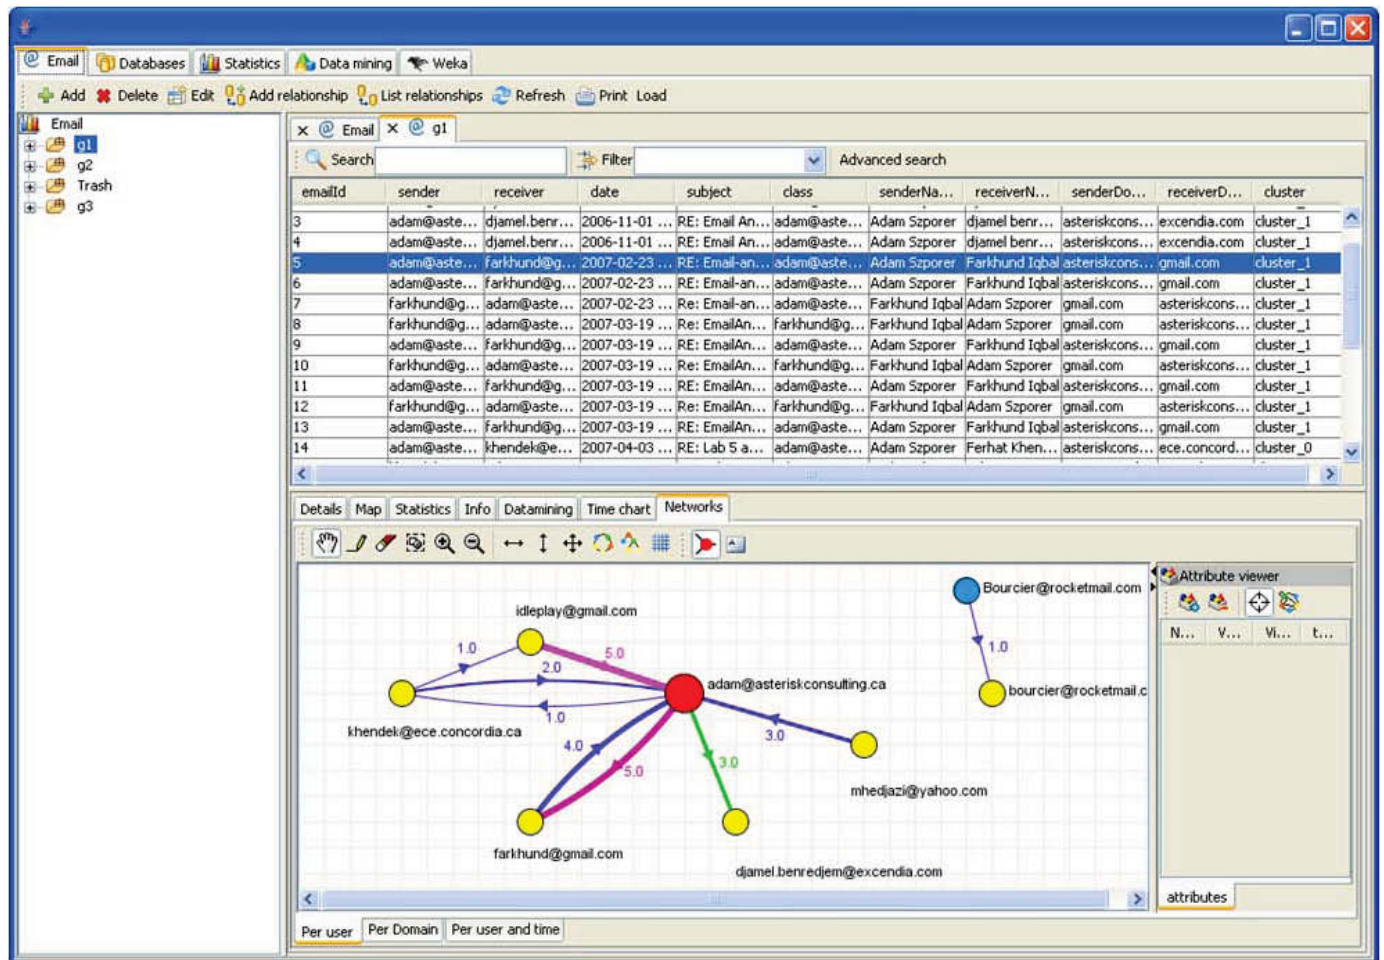 Email Databases Statistics Data mining Weka
Add Delete Edit Add relationship List relationships Refresh Print Load
Email
g1
g2
Trash
g3
Email g1
Search Filter Advanced search
emailId sender receiver date subject class senderNa... receiverN... senderDo... receiverD... cluster
3 adam@aste... djamel.benr... 2006-11-01 ... RE: Email An... adam@aste... Adam Szporer djamel benr... asteriskcons... excendia.com cluster_1
4 adam@aste... djamel.benr... 2006-11-01 ... RE: Email An... adam@aste... Adam Szporer djamel benr... asteriskcons... excendia.com cluster_1
5 adam@aste... farkhund@g... 2007-02-23 ... RE: Email-an... adam@aste... Adam Szporer Farkhund Iqbal asteriskcons... gmail.com cluster_1
6 adam@aste... farkhund@g... 2007-02-23 ... RE: Email-an... adam@aste... Adam Szporer Farkhund Iqbal asteriskcons... gmail.com cluster_1
7 farkhund@g... adam@aste... 2007-02-23 ... Re: Email-an... adam@aste... Farkhund Iqbal Adam Szporer gmail.com asteriskcons... cluster_1
8 farkhund@g... adam@aste... 2007-03-19 ... Re: EmailAn... farkhund@g... Farkhund Iqbal Adam Szporer gmail.com asteriskcons... cluster_1
9 adam@aste... farkhund@g... 2007-03-19 ... RE: EmailAn... adam@aste... Adam Szporer Farkhund Iqbal asteriskcons... gmail.com cluster_1
10 farkhund@g... adam@aste... 2007-03-19 ... Re: EmailAn... farkhund@g... Farkhund Iqbal Adam Szporer gmail.com asteriskcons... cluster_1
11 adam@aste... farkhund@g... 2007-03-19 ... RE: EmailAn... adam@aste... Adam Szporer Farkhund Iqbal asteriskcons... gmail.com cluster_1
12 farkhund@g... adam@aste... 2007-03-19 ... Re: EmailAn... farkhund@g... Farkhund Iqbal Adam Szporer gmail.com asteriskcons... cluster_1
13 adam@aste... farkhund@g... 2007-03-19 ... RE: EmailAn... adam@aste... Adam Szporer Farkhund Iqbal asteriskcons... gmail.com cluster_1
14 adam@aste... khendek@e... 2007-04-03 ... RE: Lab 5 a... adam@aste... Adam Szporer Ferhat Khen... asteriskcons... ece.concord... cluster_0
Details Map Statistics Info Datamining Time chart Networks
Attribute viewer
N... V... Vi... t...
Bourcier@rocketmail.com
idleplay@gmail.com
1.0 5.0 1.0
2.0
adam@asteriskconsulting.ca
bourcier@rocketmail.c
1.0
khendek@ece.concordia.ca
3.0
4.0
3.0
5.0
mhedjazi@yahoo.com
farkhund@gmail.com
djamel.benredjem@excendia.com
attributes
Per user Per Domain Per user and time